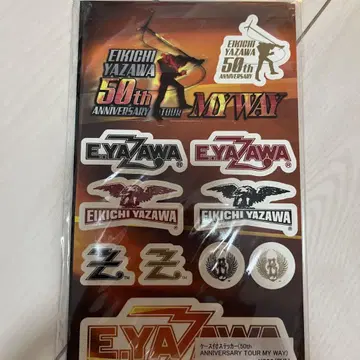 EIKICHI
YAZAWA
50th
ANNIVERSARY TOUR
MY WAY
EIKICHI
YAZAWA
50th
ANNIVERSARY
E.YAZAWA
E.YAZAWA
EIKICHI YAZAWA
EIKICHI YAZAWA
Z
Z
E.YAZAWA
ケース付ステッカー(50th
ANNIVERSARY TOUR MY WAY)